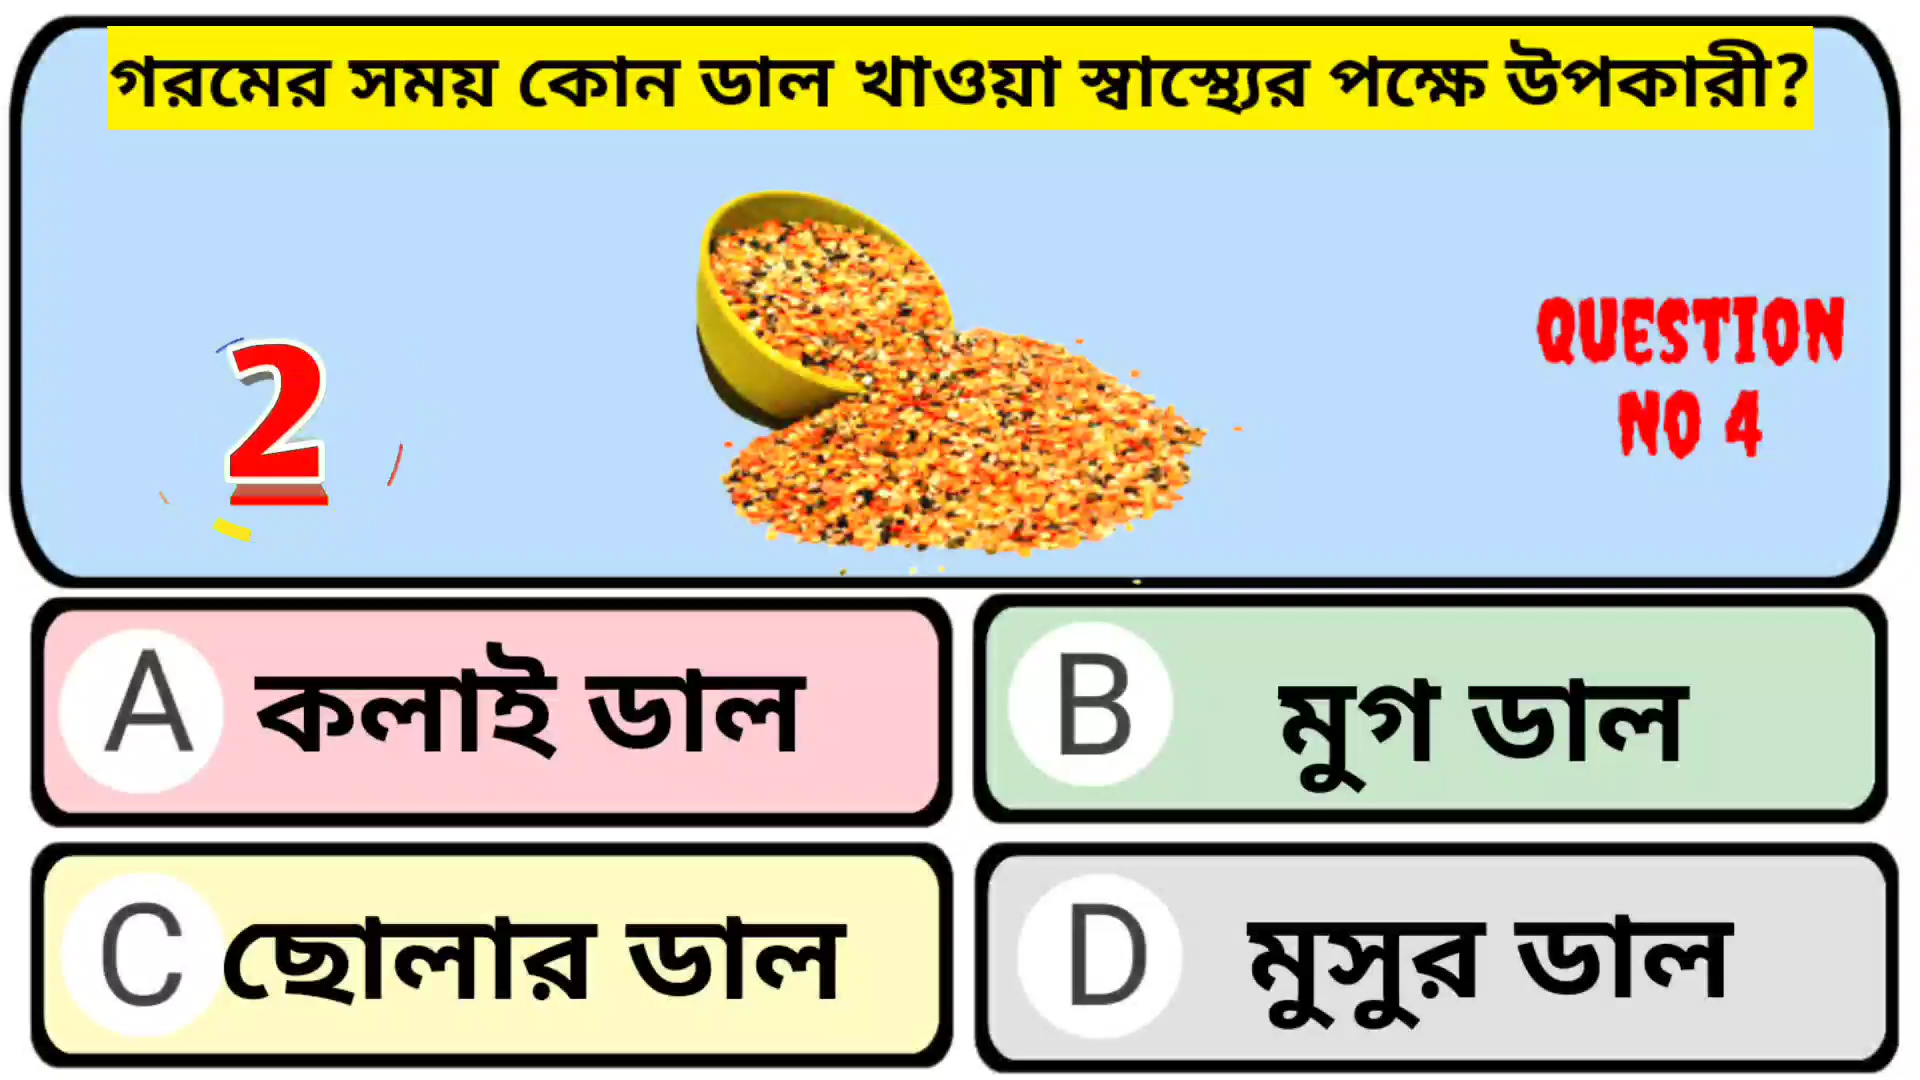 গরমের সময় কোন ডাল খাওয়া স্বাস্থ্যের পক্ষে উপকারী?
2
QUESTION
NO 4
A কলাই ডাল
B মুগ ডাল
C ছোলার ডাল
D মুসুর ডাল